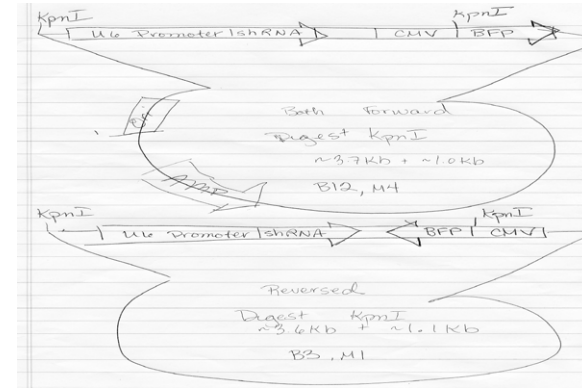 KpnI KpnI
U6 Promoter | shRNA CMV BFP
Both Forward
Digest KpnI
~3.7Kb + ~1.0Kb
B12, M4
KpnI KpnI
U6 Promoter | shRNA BFP CMV
Reversed
Digest KpnI
~3.6Kb + ~1.1Kb
B3, M1